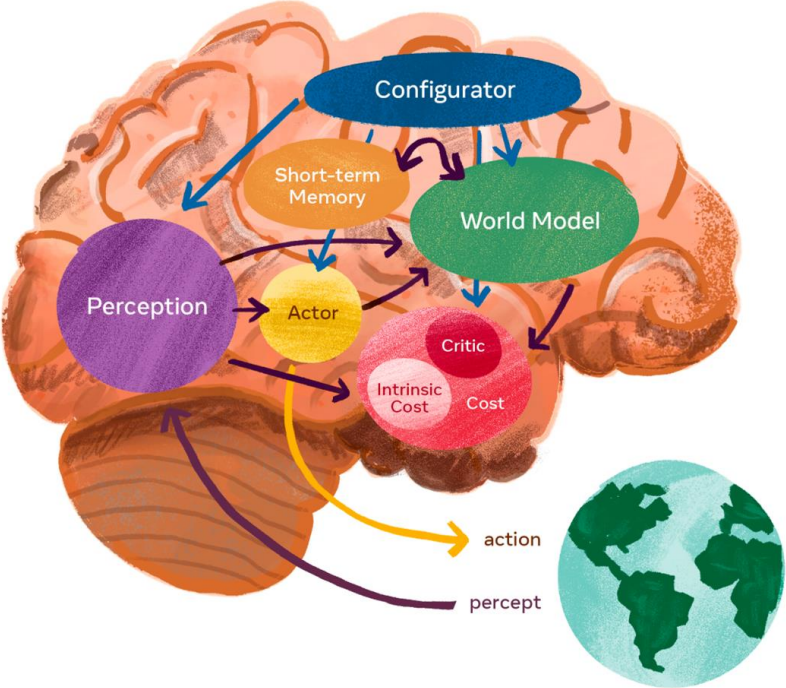 Configurator
Short-term
Memory
World Model
Perception
Actor
Critic
Intrinsic
Cost
Cost
action
percept